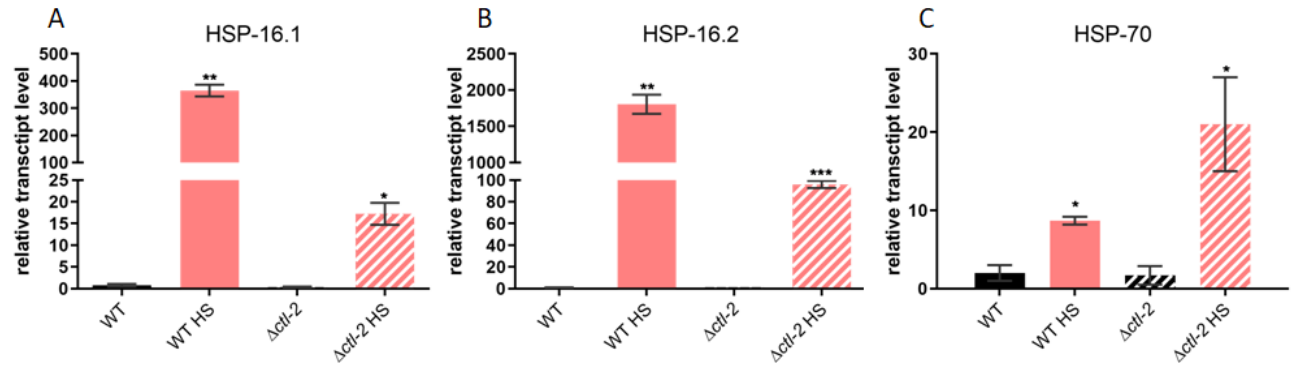 A
HSP-16.1
relative transctipt level
500
400
300
200
100
25
20
15
10
5
0
**
*
WT
WT HS
Δctl-2
Δctl-2 HS
B
HSP-16.2
relative transctipt level
2500
2000
1500
1000
100
80
60
40
20
0
**
***
WT
WT HS
Δctl-2
Δctl-2 HS
C
HSP-70
relative transctipt level
30
20
10
0
*
*
WT
WT HS
Δctl-2
Δctl-2 HS